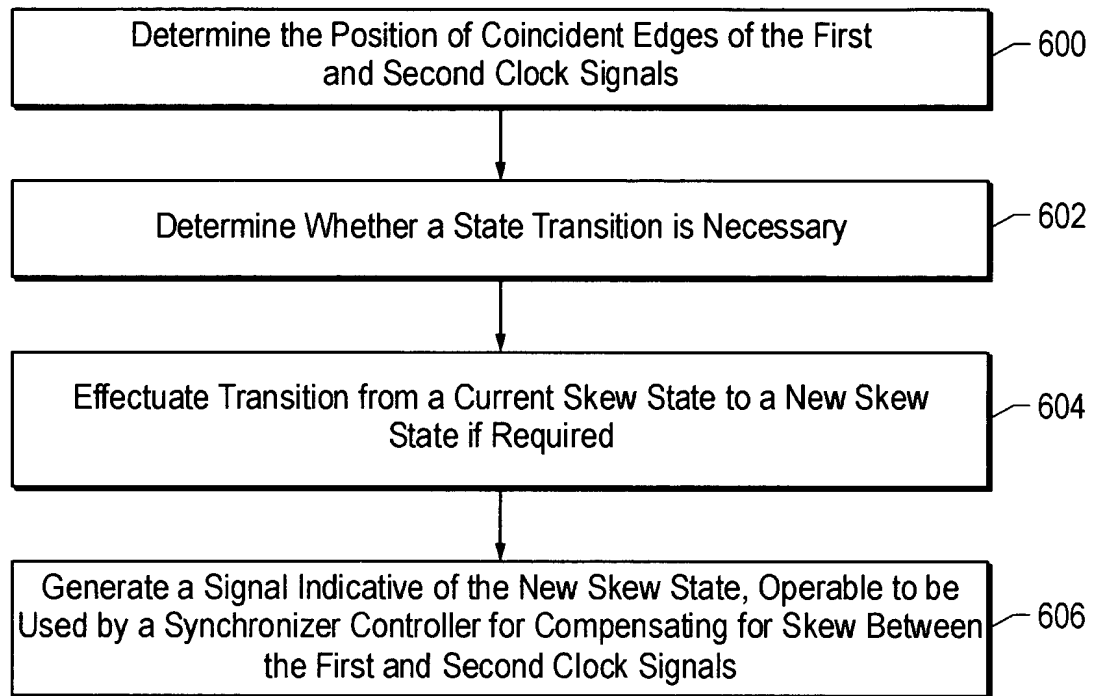 Determine the Position of Coincident Edges of the First
and Second Clock Signals
600
Determine Whether a State Transition is Necessary
602
Effectuate Transition from a Current Skew State to a New Skew
State if Required
604
Generate a Signal Indicative of the New Skew State, Operable to be
Used by a Synchronizer Controller for Compensating for Skew Between
the First and Second Clock Signals
606